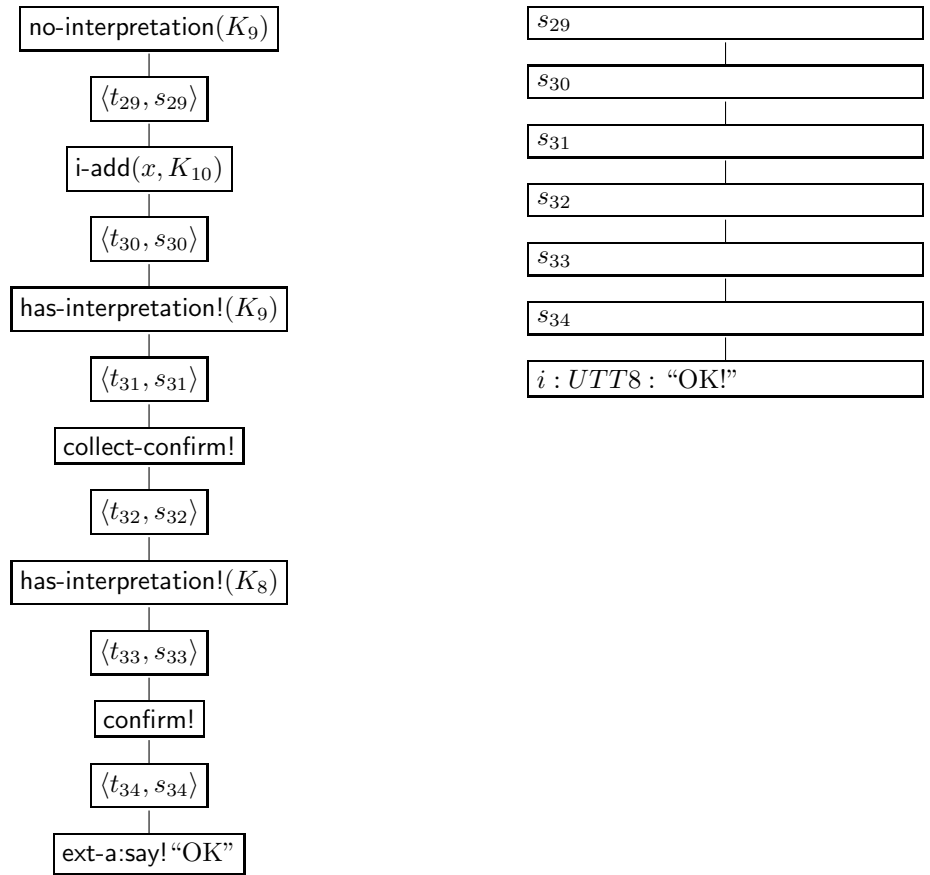 no-interpretation(K₉)
⟨t₂₉, s₂₉⟩
i-add(x, K₁₀)
⟨t₃₀, s₃₀⟩
has-interpretation!(K₉)
⟨t₃₁, s₃₁⟩
collect-confirm!
⟨t₃₂, s₃₂⟩
has-interpretation!(K₈)
⟨t₃₃, s₃₃⟩
confirm!
⟨t₃₄, s₃₄⟩
ext-a:say! “OK”
s₂₉
s₃₀
s₃₁
s₃₂
s₃₃
s₃₄
i : UTT8 : “OK!”